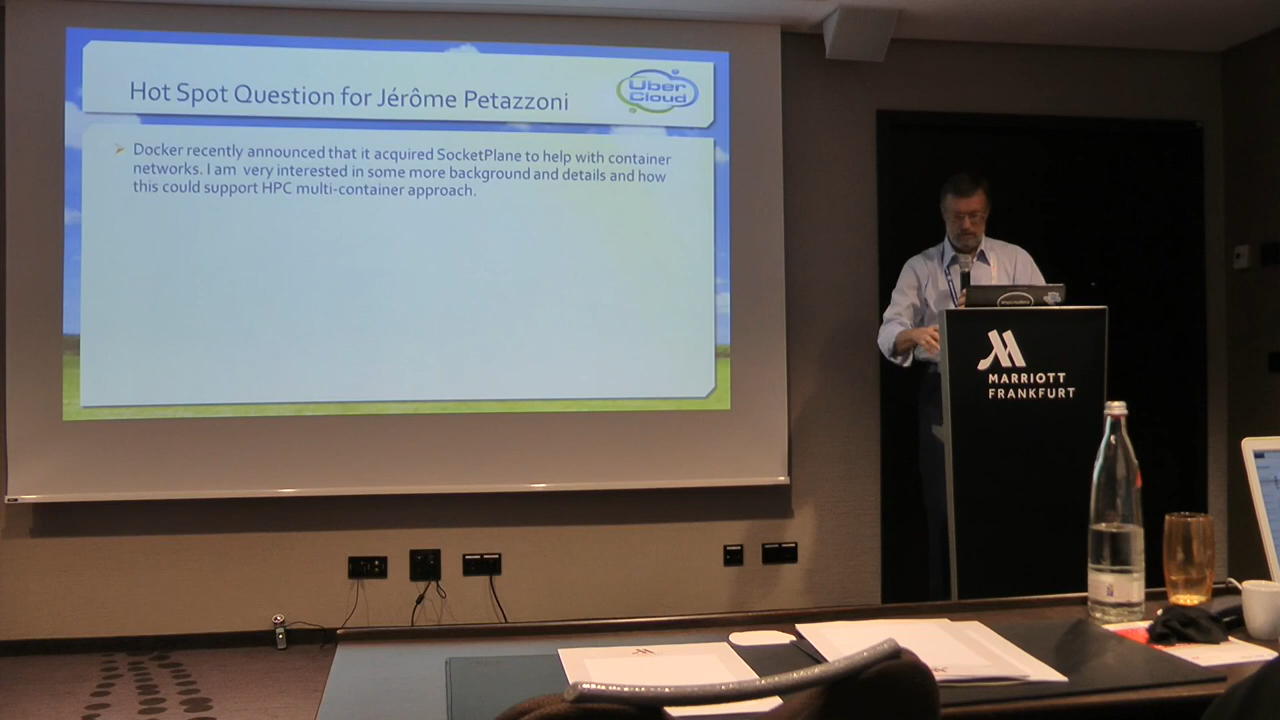 Hot Spot Question for Jérôme Petazzoni
Über
Cloud
Docker recently announced that it acquired SocketPlane to help with container
networks. I am very interested in some more background and details and how
this could support HPC multi-container approach.
MARRIOTT
FRANKFURT